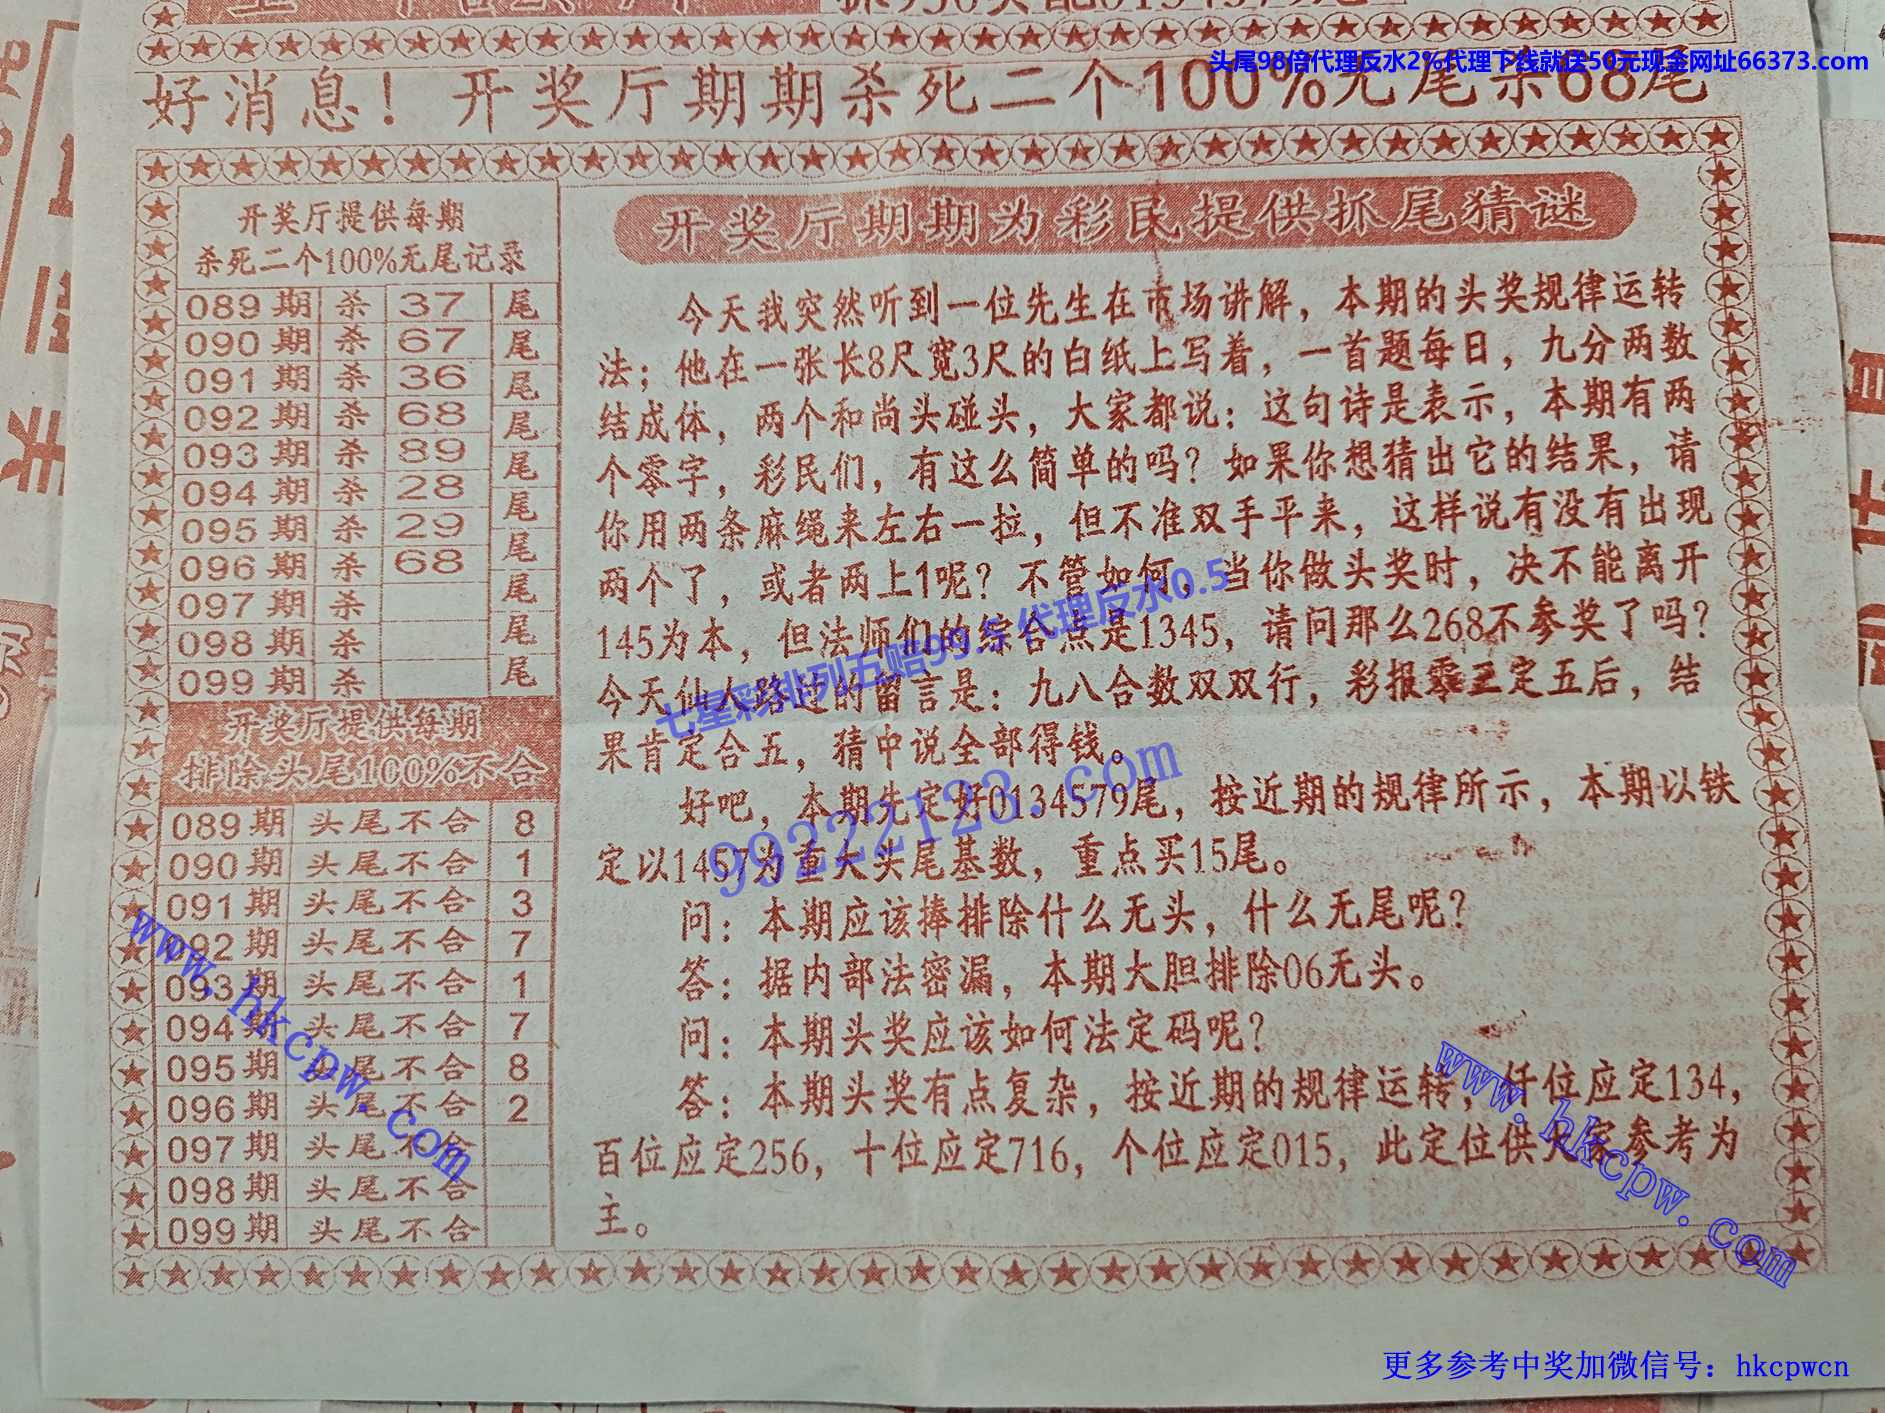 头尾98倍代理反水2%代理下线就送50元现金网址66373.com
好消息！开奖厅期期杀死二个100%无尾杀68尾
开奖厅提供每期
杀死二个100%无尾记录
089期 杀 37 尾
090期 杀 67 尾
091期 杀 36 尾
092期 杀 68 尾
093期 杀 89 尾
094期 杀 28 尾
095期 杀 29 尾
096期 杀 68 尾
097期 杀 尾
098期 杀 尾
099期 杀 尾
开奖厅提供每期
排除头尾100%不合
089期 头尾不合 8
090期 头尾不合 1
091期 头尾不合 3
092期 头尾不合 7
093期 头尾不合 1
094期 头尾不合 7
095期 头尾不合 8
096期 头尾不合 2
097期 头尾不合
098期 头尾不合
099期 头尾不合
开奖厅期期为彩民提供抓尾猜谜
今天我突然听到一位先生在市场讲解，本期的头奖规律运转
法；他在一张长8尺宽3尺的白纸上写着，一首题每日，九分两数
结成体，两个和尚头碰头，大家都说：这句诗是表示，本期有两
个零字，彩民们，有这么简单的吗？如果你想猜出它的结果，请
你用两条麻绳来左右一拉，但不准双手平来，这样说有没有出现
两个了，或者两上1呢？不管如何，当你做头奖时，决不能离开
145为本，但法师们的综合点是1345，请问那么268不参奖了吗？
今天仙人路过的留言是：九八合数双双行，彩报零三定五后，结
果肯定合五，猜中说全部得钱。
好吧，本期先定好0134579尾，按近期的规律所示，本期以铁
定以1457为重大头尾基数，重点买15尾。
问：本期应该捧排除什么无头，什么无尾呢？
答：据内部法密漏，本期大胆排除06无头。
问：本期头奖应该如何法定码呢？
答：本期头奖有点复杂，按近期的规律运转，仟位应定134，
百位应定256，十位应定716，个位应定015，此定位供大家参考为
主。
七星彩排列五赔99.5代理反水0.5
99222123.com
www.hkcpw.com
www.hkcpw.com
更多参考中奖加微信号：hkcpwcn